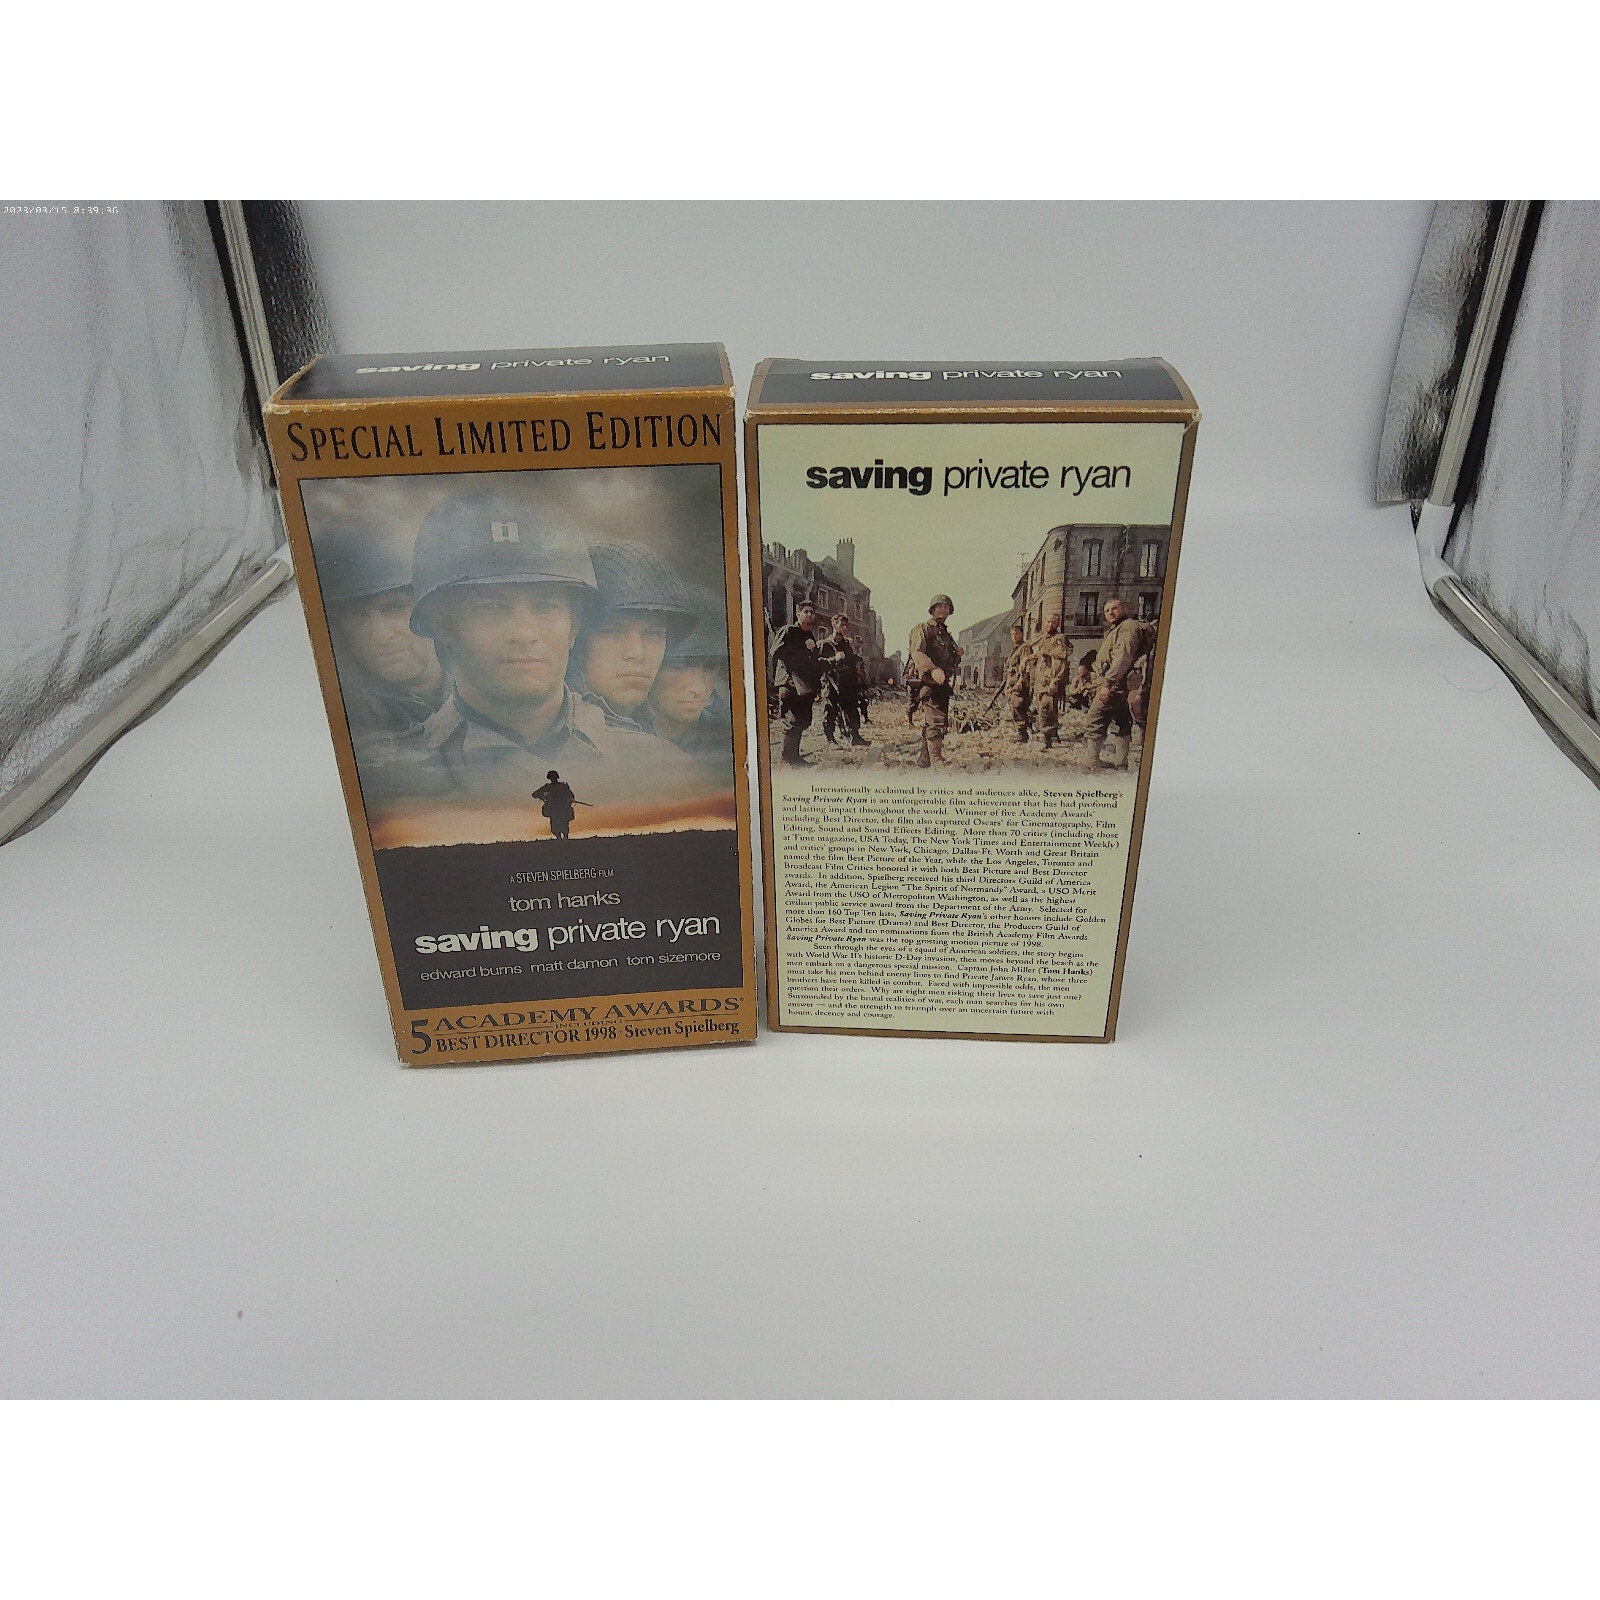 2023/03/15 8:39:36
saving private ryan
SPECIAL LIMITED EDITION
A STEVEN SPIELBERG FILM
tom hanks
saving private ryan
edward burns matt damon tom sizemore
5 ACADEMY AWARDS®
INCLUDING
BEST DIRECTOR 1998 · Steven Spielberg
saving private ryan
saving private ryan
Internationally acclaimed by critics and audiences alike, Steven Spielberg's
Saving Private Ryan is an unforgettable film achievement that has had profound
and lasting impact throughout the world. Winner of five Academy Awards®
including Best Director, the film also captured Oscars® for Cinematography, Film
Editing, Sound and Sound Effects Editing. More than 70 critics (including those
at Time magazine, USA Today, The New York Times and Entertainment Weekly)
and critics' groups in New York, Chicago, Dallas-Ft. Worth and Great Britain
named the film Best Picture of the Year, while the Los Angeles, Toronto and
Broadcast Film Critics honored it with both Best Picture and Best Director
awards. In addition, Spielberg received his third Directors Guild of America
Award, the American Legion "The Spirit of Normandy" Award, a USO Merit
Award from the USO of Metropolitan Washington, as well as the highest
civilian public service award from the Department of the Army. Selected for
more than 160 Top Ten lists, Saving Private Ryan's other honors include Golden
Globes for Best Picture (Drama) and Best Director, the Producers Guild of
America Award and ten nominations from the British Academy Film Awards.
Saving Private Ryan was the top grossing motion picture of 1998.
Seen through the eyes of a squad of American soldiers, the story begins
with World War II's historic D-Day invasion, then moves beyond the beach as the
men embark on a dangerous special mission. Captain John Miller (Tom Hanks)
must take his men behind enemy lines to find Private James Ryan, whose three
brothers have been killed in combat. Faced with impossible odds, the men
question their orders. Why are eight men risking their lives to save just one?
Surrounded by the brutal realities of war, each man searches for his own
answer — and the strength to triumph over an uncertain future with
honor, decency and courage.